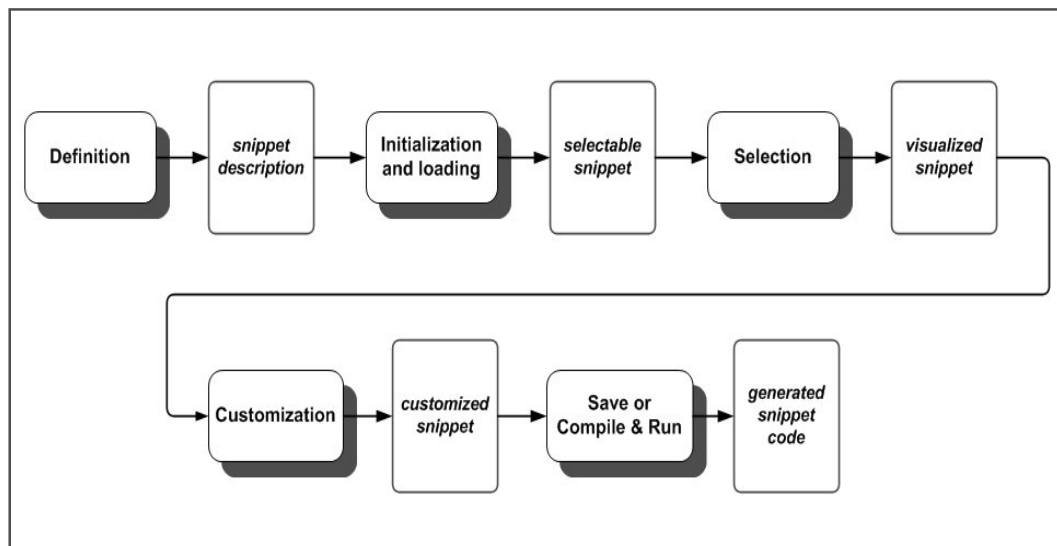 Definition
snippet
description
Initialization
and loading
selectable
snippet
Selection
visualized
snippet
Customization
customized
snippet
Save or
Compile & Run
generated
snippet
code